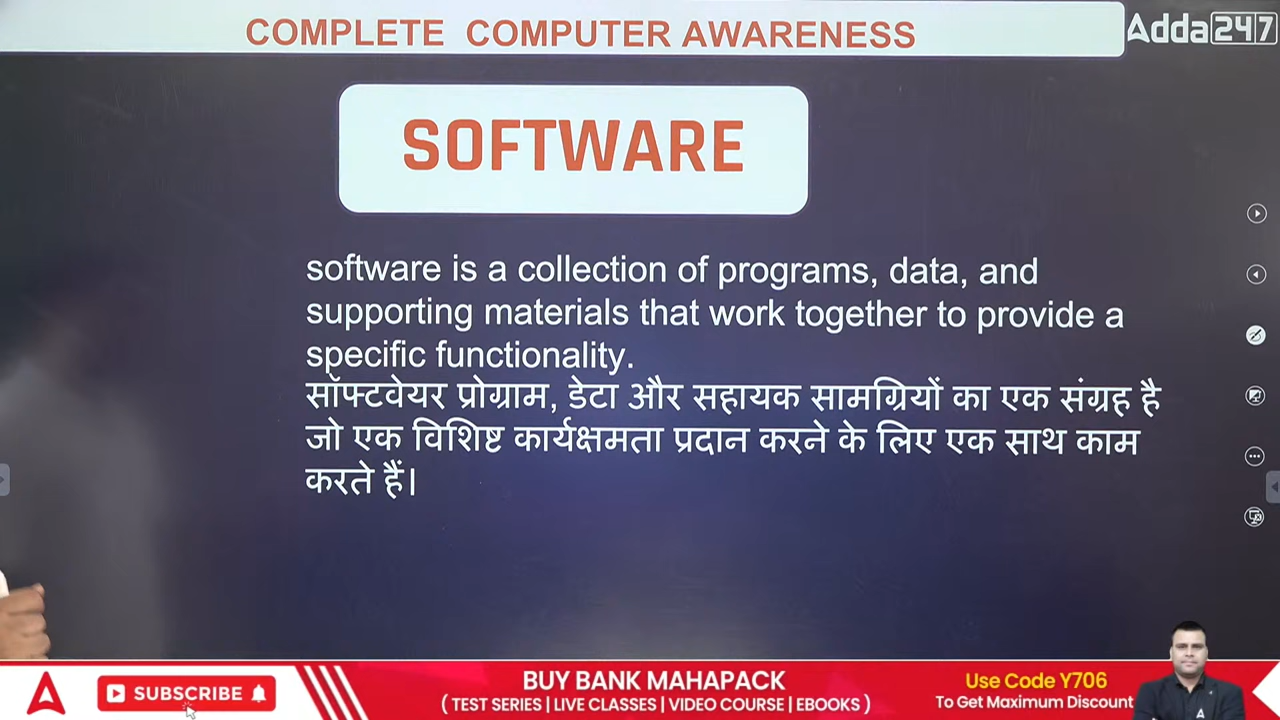 COMPLETE COMPUTER AWARENESS
Adda247
SOFTWARE
software is a collection of programs, data, and
supporting materials that work together to provide a
specific functionality.
सॉफ्टवेयर प्रोग्राम, डेटा और सहायक सामग्रियों का एक संग्रह है
जो एक विशिष्ट कार्यक्षमता प्रदान करने के लिए एक साथ काम
करते हैं।
SUBSCRIBE
BUY BANK MAHAPACK
( TEST SERIES | LIVE CLASSES | VIDEO COURSE | EBOOKS )
Use Code Y706
To Get Maximum Discount